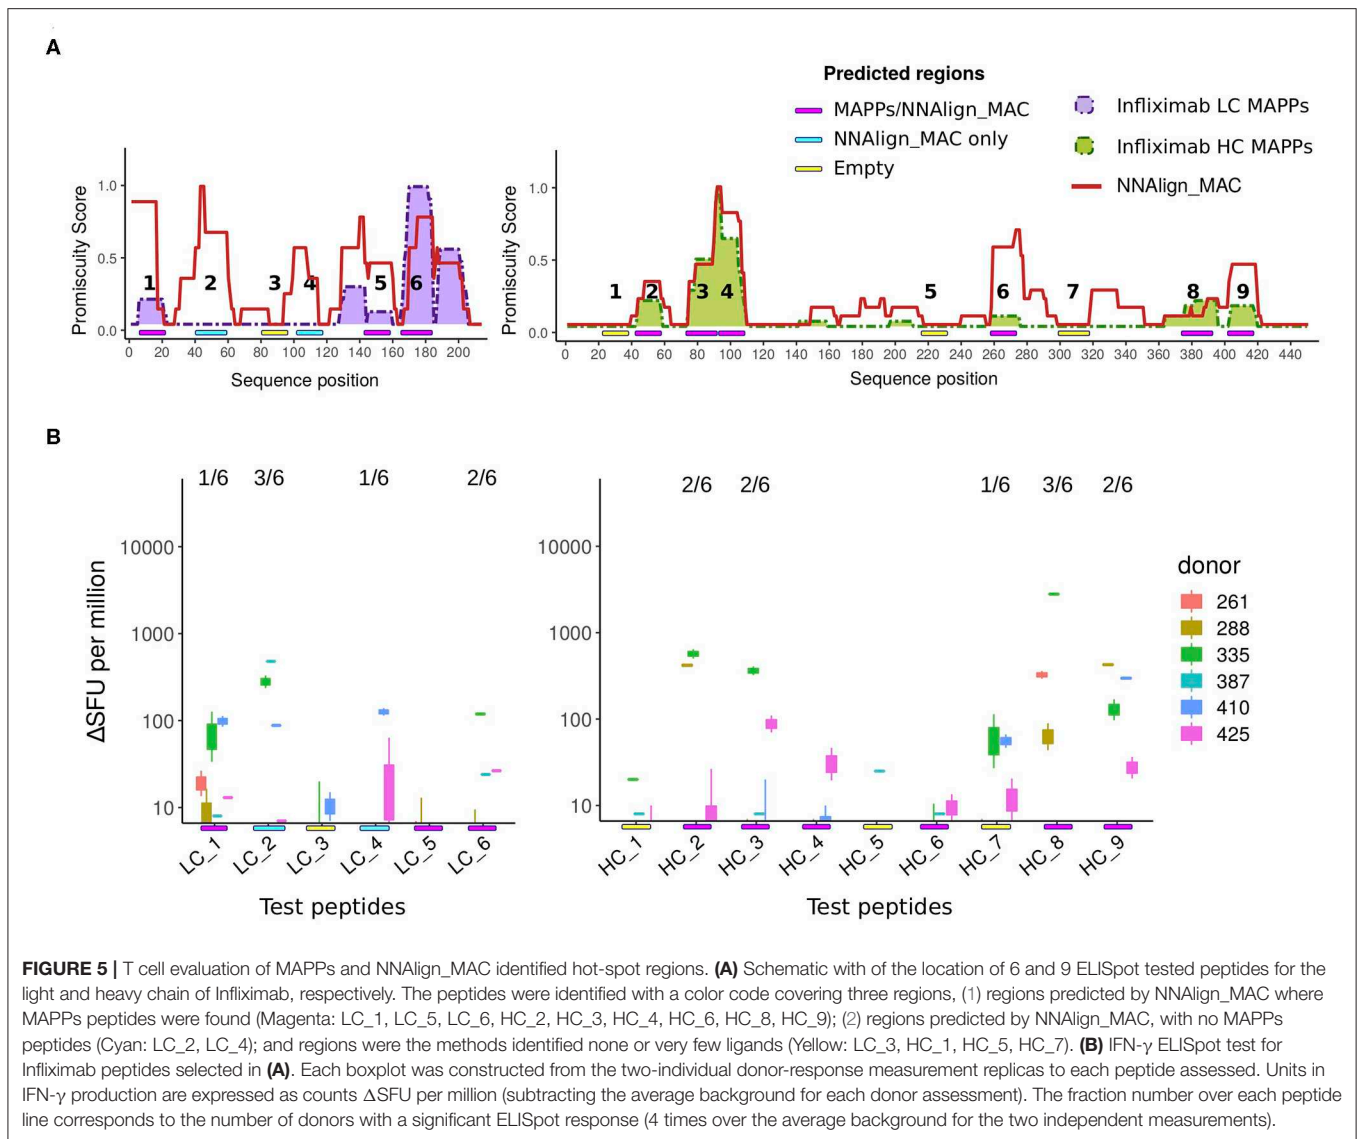 A
Predicted regions
MAPPs/NNAlign_MAC
NNAlign_MAC only
Empty
Infliximab LC MAPPs
Infliximab HC MAPPs
NNAlign_MAC
Promiscuity Score
1.0
0.5
0.0
1 2 3 4 5 6
0 20 40 60 80 100 120 140 160 180 200
Sequence position
Promiscuity Score
1.0
0.5
0.0
1 2 3 4 5 6 7 8 9
0 20 40 60 80 100 120 140 160 180 200 220 240 260 280 300 320 340 360 380 400 420 440
Sequence position
B
1/6 3/6 1/6 2/6
ΔSFU per million
10000
1000
100
10
LC_1 LC_2 LC_3 LC_4 LC_5 LC_6
Test peptides
2/6 2/6 1/6 3/6 2/6
10000
1000
100
10
HC_1 HC_2 HC_3 HC_4 HC_5 HC_6 HC_7 HC_8 HC_9
Test peptides
donor
261
288
335
387
410
425
FIGURE 5 | T cell evaluation of MAPPs and NNAlign_MAC identified hot-spot regions. (A) Schematic with of the location of 6 and 9 ELISpot tested peptides for the
light and heavy chain of Infliximab, respectively. The peptides were identified with a color code covering three regions, (1) regions predicted by NNAlign_MAC where
MAPPs peptides were found (Magenta: LC_1, LC_5, LC_6, HC_2, HC_3, HC_4, HC_6, HC_8, HC_9); (2) regions predicted by NNAlign_MAC, with no MAPPs
peptides (Cyan: LC_2, LC_4); and regions were the methods identified none or very few ligands (Yellow: LC_3, HC_1, HC_5, HC_7). (B) IFN-γ ELISpot test for
Infliximab peptides selected in (A). Each boxplot was constructed from the two-individual donor-response measurement replicas to each peptide assessed. Units in
IFN-γ production are expressed as counts ΔSFU per million (subtracting the average background for each donor assessment). The fraction number over each peptide
line corresponds to the number of donors with a significant ELISpot response (4 times over the average background for the two independent measurements).